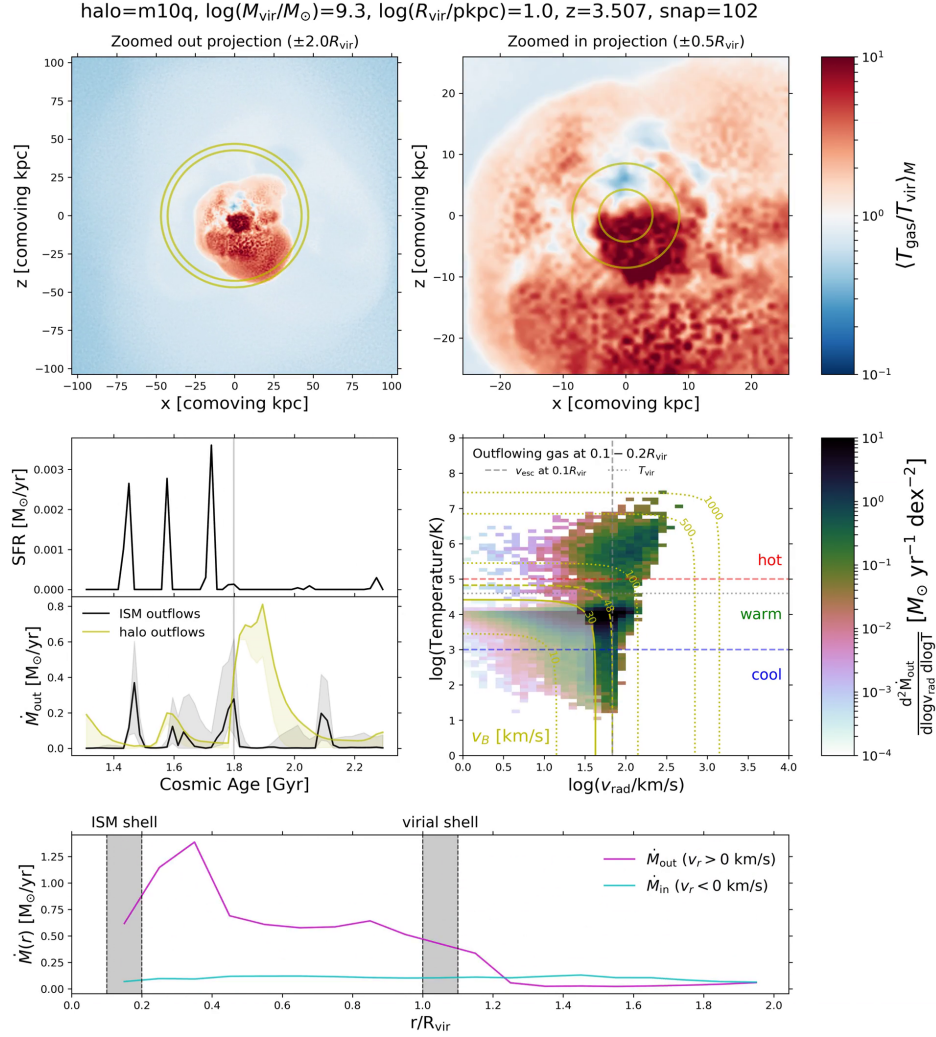 halo=m10q, log(M_vir/M_⊙)=9.3, log(R_vir/pkpc)=1.0, z=3.507, snap=102
Zoomed out projection (±2.0R_vir)
Zoomed in projection (±0.5R_vir)
z [comoving kpc]
100
75
50
25
0
−25
−50
−75
−100
−100 −75 −50 −25 0 25 50 75 100
x [comoving kpc]
z [comoving kpc]
20
10
0
−10
−20
−20 −10 0 10 20
x [comoving kpc]
10^1
10^0
10^-1
⟨T_gas/T_vir⟩_M
SFR [M_⊙/yr]
0.003
0.002
0.001
0.000
ISM outflows
halo outflows
Ṁ_out [M_⊙/yr]
0.8
0.6
0.4
0.2
0.0
1.4 1.6 1.8 2.0 2.2
Cosmic Age [Gyr]
Outflowing gas at 0.1−0.2R_vir
v_esc at 0.1R_vir
T_vir
log(Temperature/K)
9
8
7
6
5
4
3
2
1
0
1000
500
100
30
hot
warm
cool
v_B [km/s]
0.0 0.5 1.0 1.5 2.0 2.5 3.0 3.5 4.0
log(v_rad/km/s)
10^1
10^0
10^-1
10^-2
10^-3
10^-4
d²Ṁ_out / dlogv_rad dlogT [M_⊙ yr^-1 dex^-2]
ISM shell
virial shell
Ṁ(r) [M_⊙/yr]
1.25
1.00
0.75
0.50
0.25
0.00
Ṁ_out (v_r > 0 km/s)
Ṁ_in (v_r < 0 km/s)
0.0 0.2 0.4 0.6 0.8 1.0 1.2 1.4 1.6 1.8 2.0
r/R_vir